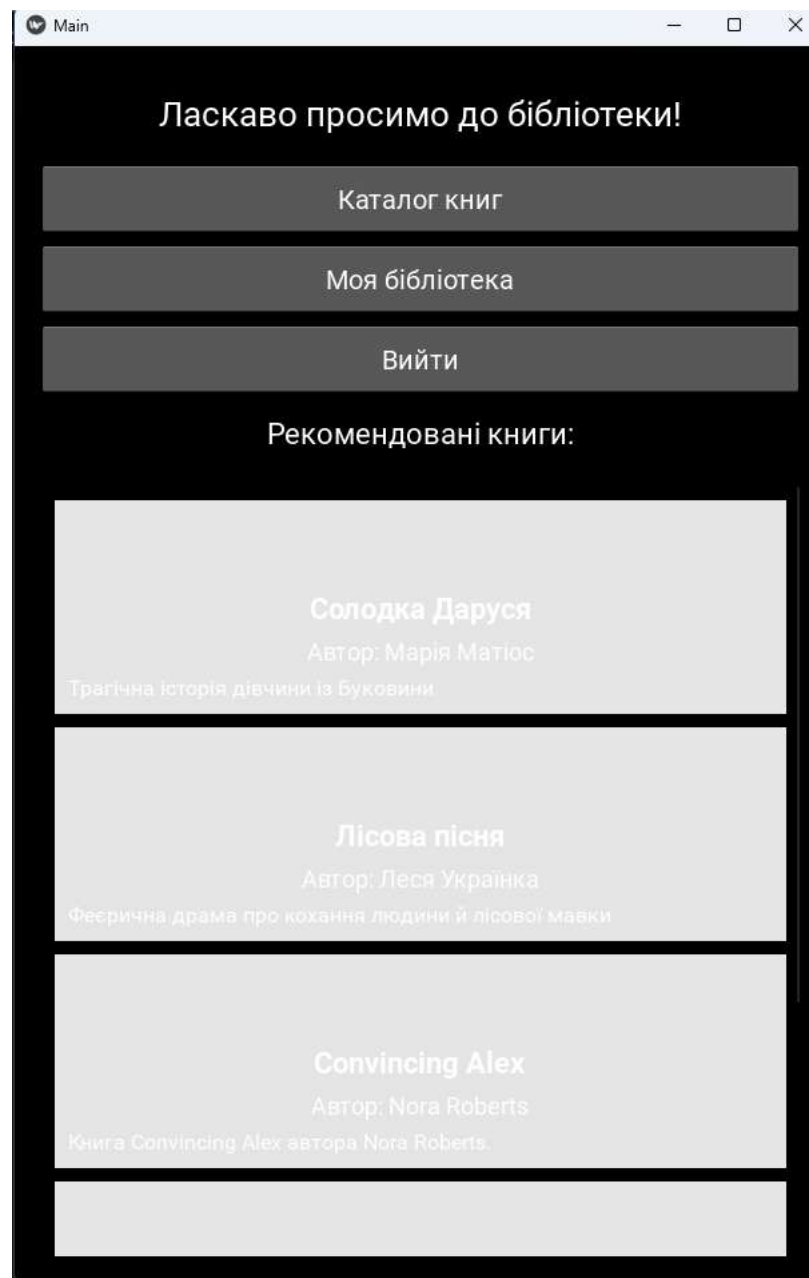 Main
Ласкаво просимо до бібліотеки!
Каталог книг
Моя бібліотека
Вийти
Рекомендовані книги:
Солодка Даруся
Автор: Марія Матіос
Трагічна історія дівчини із Буковини
Лісова пісня
Автор: Леся Українка
Феєрична драма про кохання людини й лісової мавки
Convincing Alex
Автор: Nora Roberts
Книга Convincing Alex автора Nora Roberts.